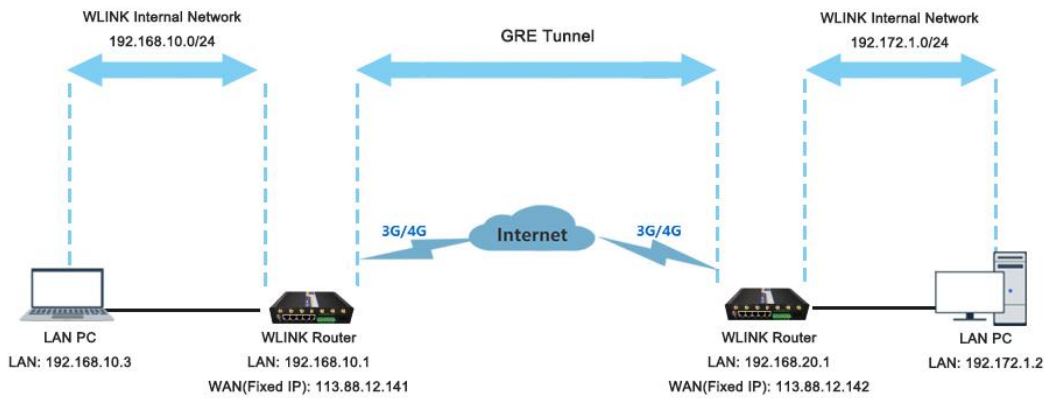 WLINK Internal Network
192.168.10.0/24
GRE Tunnel
WLINK Internal Network
192.172.1.0/24
3G/4G
Internet
3G/4G
LAN PC
LAN: 192.168.10.3
WLINK Router
LAN: 192.168.10.1
WAN(Fixed IP): 113.88.12.141
WLINK Router
LAN: 192.168.20.1
WAN(Fixed IP): 113.88.12.142
LAN PC
LAN: 192.172.1.2